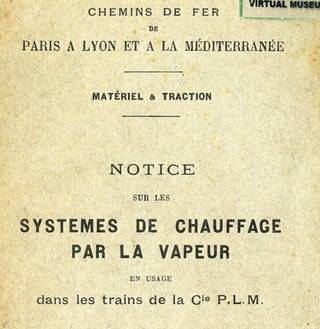 VIRTUAL MUSEU
CHEMINS DE FER
DE
PARIS A LYON ET A LA MÉDITERRANÉE
MATÉRIEL & TRACTION
NOTICE
SUR LES
SYSTEMES DE CHAUFFAGE
PAR LA VAPEUR
EN USAGE
dans les trains de la Cie P.L.M.